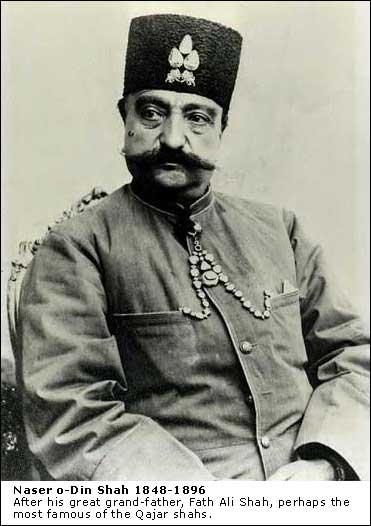 Naser o-Din Shah 1848-1896
After his great grand-father, Fath Ali Shah, perhaps the
most famous of the Qajar shahs.